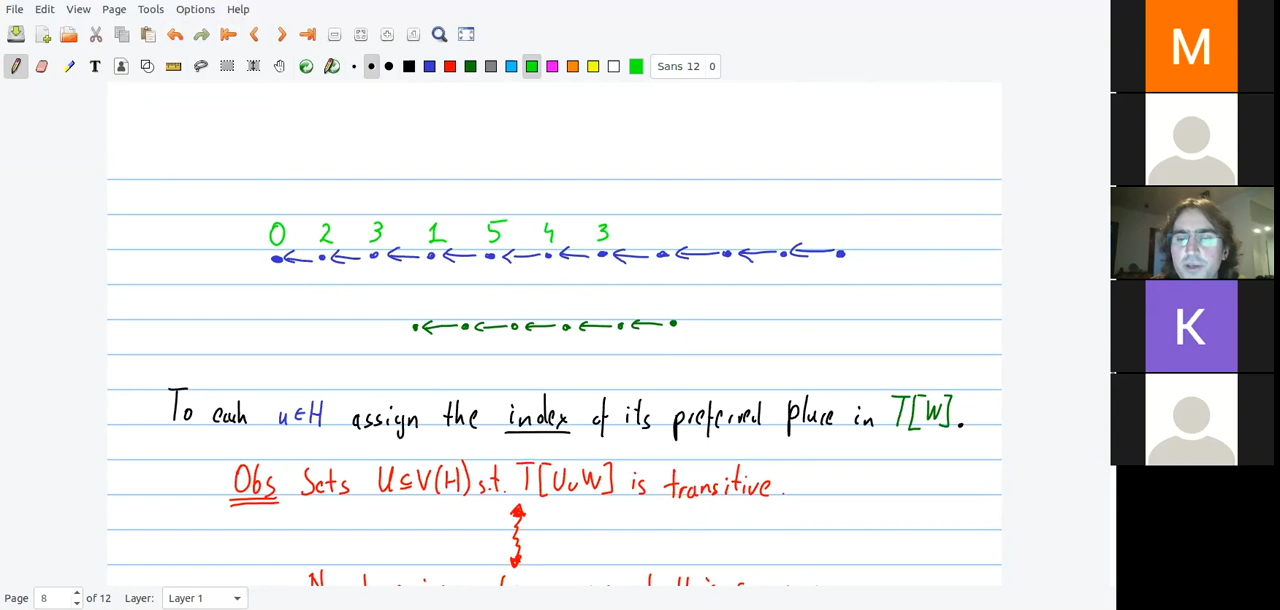 File Edit View Page Tools Options Help
Sans 12 0
M
0 2 3 1 5 4 3
K
To each u∈H assign the index of its preferred place in T[W].
Obs Sets U⊆V(H) s.t. T[U∪W] is transitive.
Page 8 of 12 Layer: Layer 1